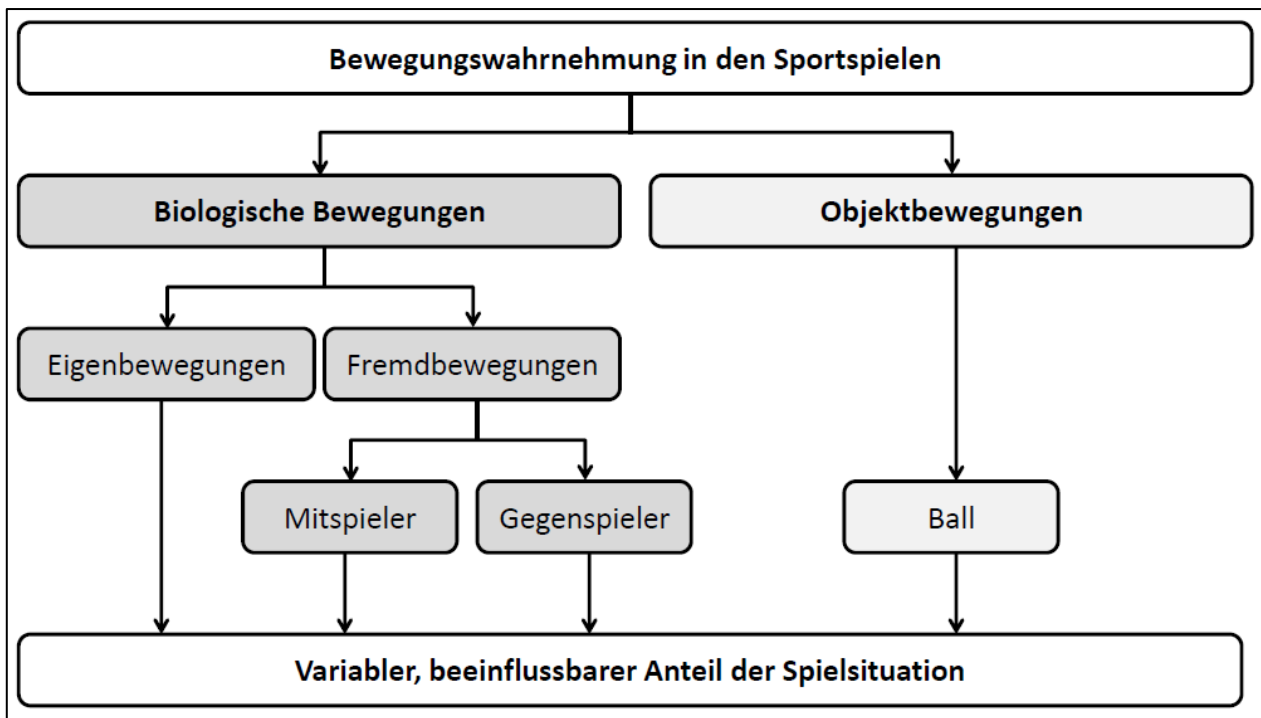 Bewegungswahrnehmung in den Sportspielen
Biologische Bewegungen
Objektbewegungen
Eigenbewegungen
Fremdbewegungen
Mitspieler
Gegenspieler
Ball
Variabler, beeinflussbarer Anteil der Spielsituation